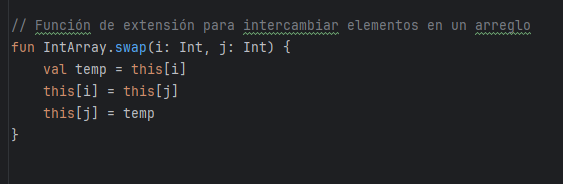 // Función de extensión para intercambiar elementos en un arreglo
fun IntArray.swap(i: Int, j: Int) {
    val temp = this[i]
    this[i] = this[j]
    this[j] = temp
}